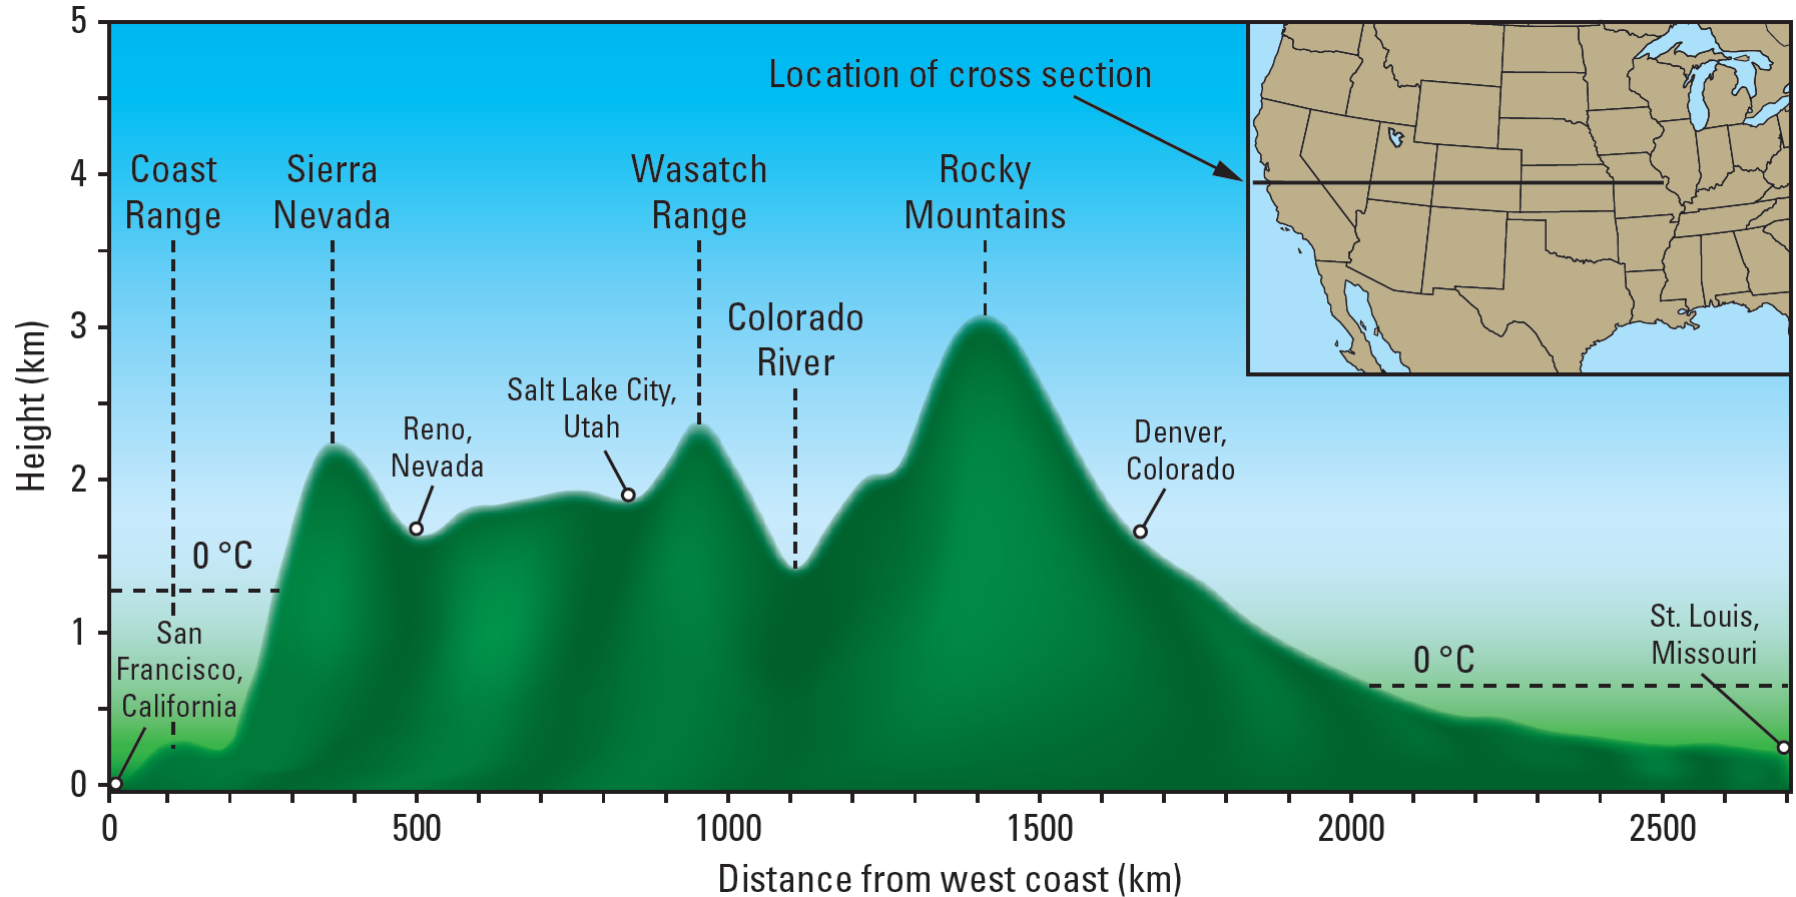 Location of cross section
Coast
Range
Sierra
Nevada
Wasatch
Range
Rocky
Mountains
Colorado
River
Salt Lake City,
Utah
Reno,
Nevada
Denver,
Colorado
0 °C
San
Francisco,
California
0 °C
St. Louis,
Missouri
Height (km)
5
4
3
2
1
0
0
500
1000
1500
2000
2500
Distance from west coast (km)